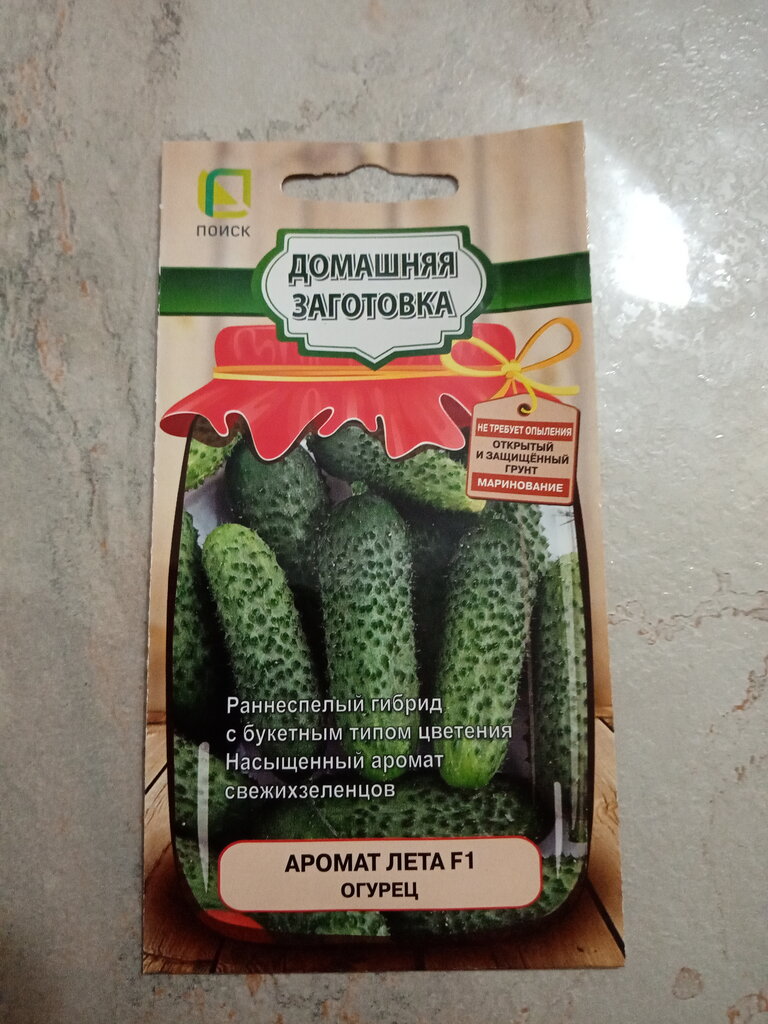 ПОИСК
ДОМАШНЯЯ
ЗАГОТОВКА
НЕ ТРЕБУЕТ ОПЫЛЕНИЯ
ОТКРЫТЫЙ
И ЗАЩИЩЁННЫЙ
ГРУНТ
МАРИНОВАНИЕ
Раннеспелый гибрид
с букетным типом цветения
Насыщенный аромат
свежихзеленцов
АРОМАТ ЛЕТА F1
ОГУРЕЦ